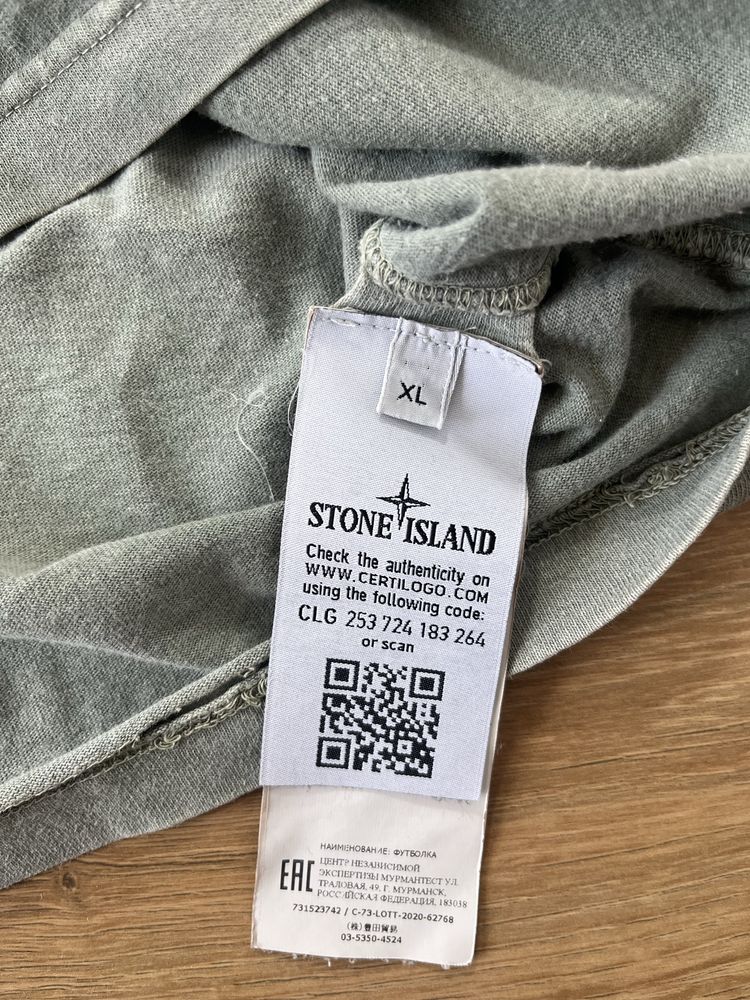 XL
STONE ISLAND
Check the authenticity on
WWW.CERTILOGO.COM
using the following code:
CLG 253 724 183 264
or scan
НАИМЕНОВАНИЕ: ФУТБОЛКА
EAC
ЦЕНТР НЕЗАВИСИМОЙ
ЭКСПЕРТИЗЫ МУРМАНТЕСТ УЛ.
ТРАЛОВАЯ, 49, Г. МУРМАНСК,
РОССИЙСКАЯ ФЕДЕРАЦИЯ, 183038
731523742 / C-73-LOTT-2020-62768
(株) 豊田貿易
03-5350-4524